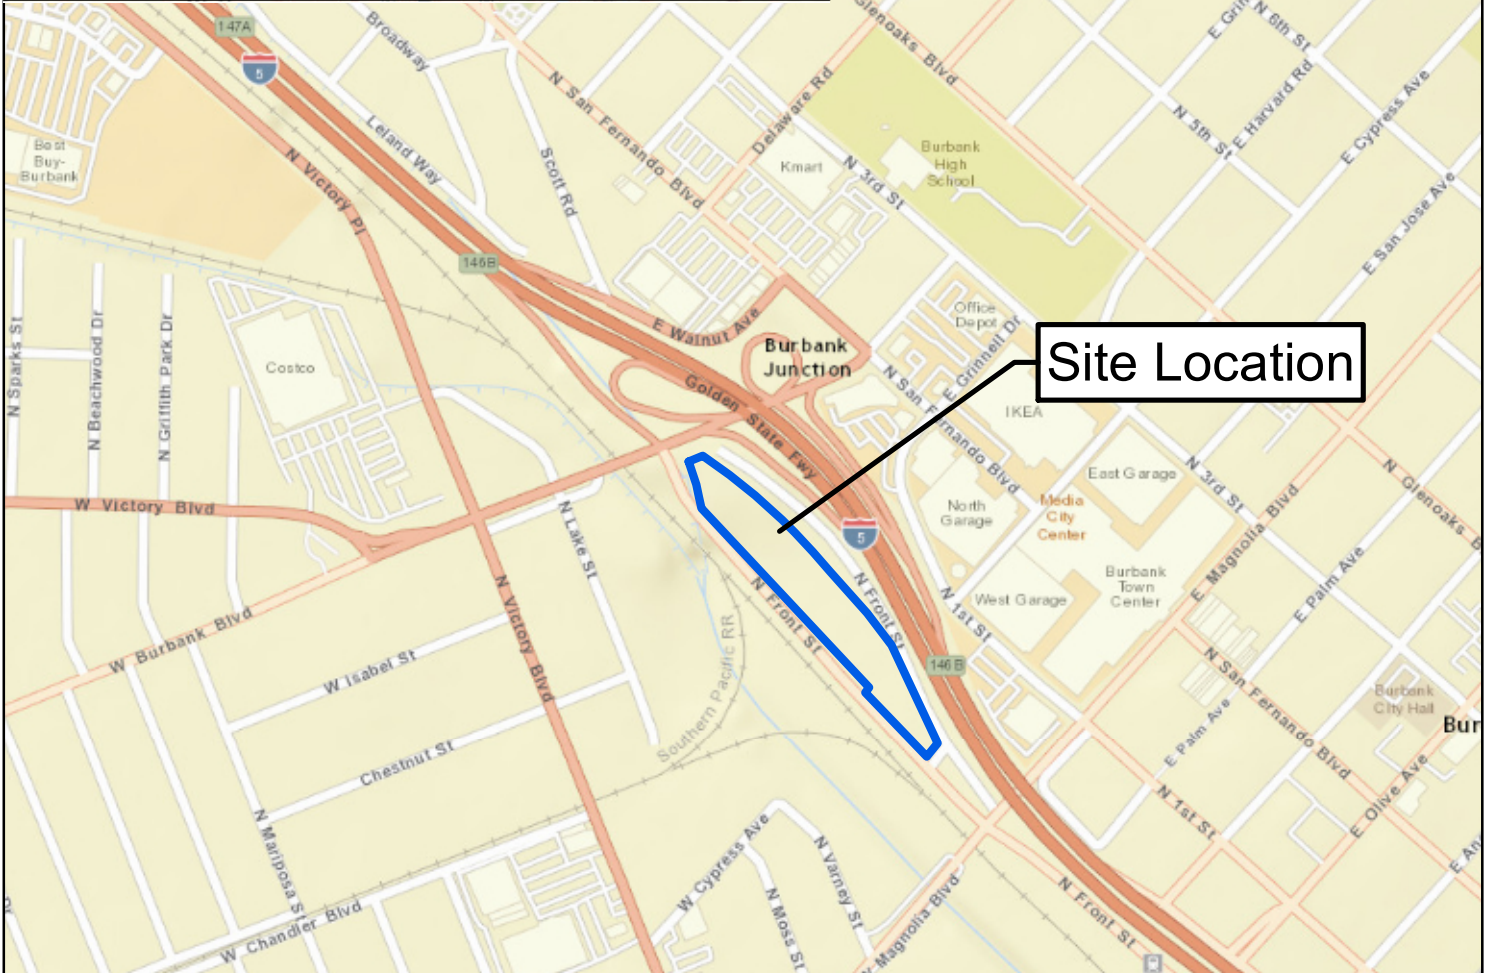 147A
5
Broadway
Glenoaks Blvd
N 6th St
E Harvard Rd
E Cypress Ave
N 5th St
Best
Buy-
Burbank
N Victory Pl
Leland Way
Scott Rd
N San Fernando Blvd
Delaware Rd
Kmart
N 3rd St
Burbank
High
School
E San Jose Ave
146B
E Walnut Ave
Burbank
Junction
Office
Depot
E Grinnell Dr
Site Location
N Sparks St
N Beachwood Dr
N Griffith Park Dr
Costco
Golden State Fwy
N San Fernando Blvd
IKEA
East Garage
N 3rd St
N Glenoaks B
W Victory Blvd
N Lake St
North
Garage
Media
City
Center
E Magnolia Blvd
5
Burbank
Town
Center
West Garage
E Palm Ave
N Front St
N Front St
N 1st St
N Victory Blvd
W Burbank Blvd
W Isabel St
Southern Pacific RR
146B
N San Fernando Blvd
Burbank
City Hall
Bur
E Palm Ave
Chestnut St
N Mariposa St
W Chandler Blvd
W Cypress Ave
N Varney St
N Moss St
W Magnolia Blvd
N Front St
N 1st St
E Olive Ave